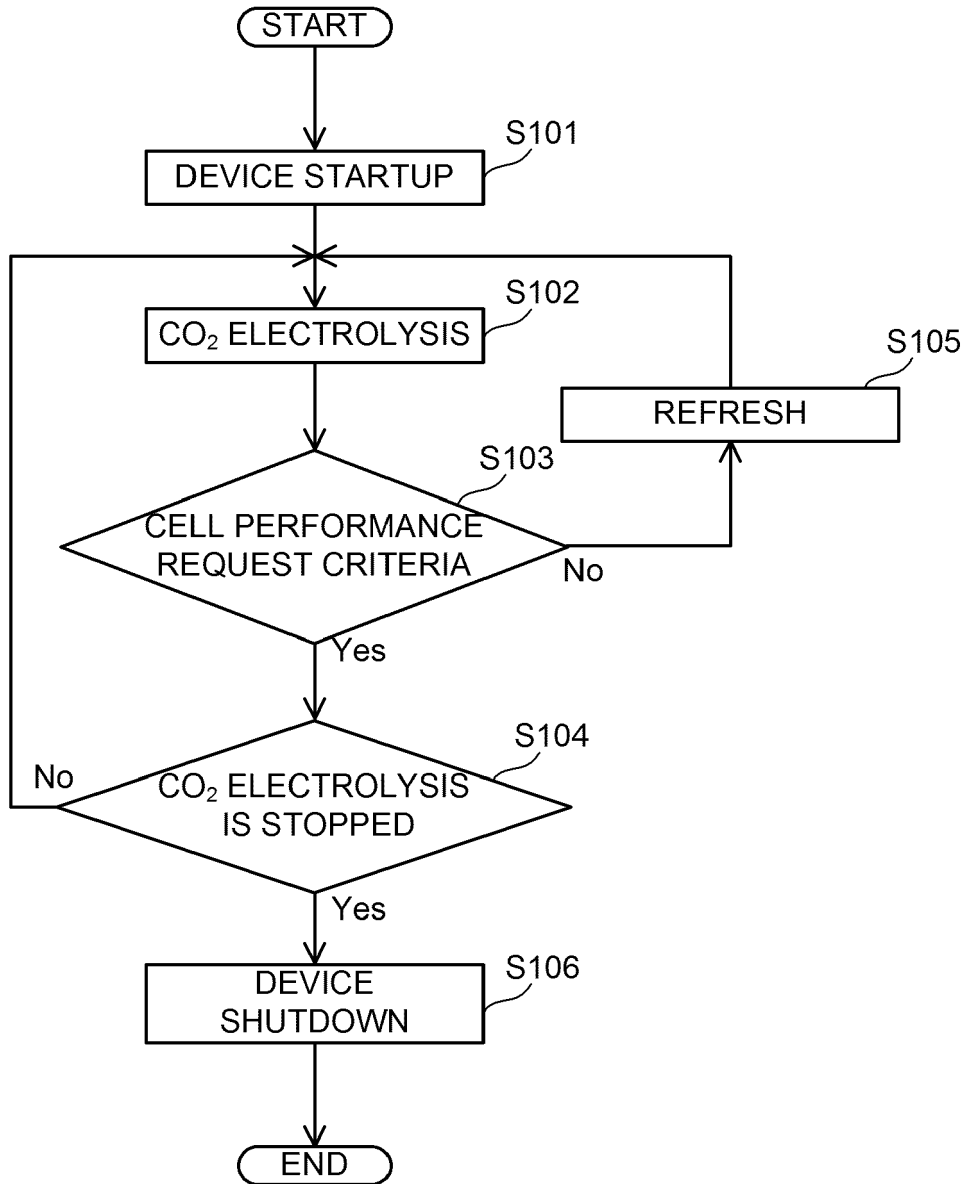 START
S101
DEVICE STARTUP
S102
CO₂ ELECTROLYSIS
S105
REFRESH
S103
CELL PERFORMANCE
REQUEST CRITERIA
No
Yes
S104
No
CO₂ ELECTROLYSIS
IS STOPPED
Yes
S106
DEVICE
SHUTDOWN
END